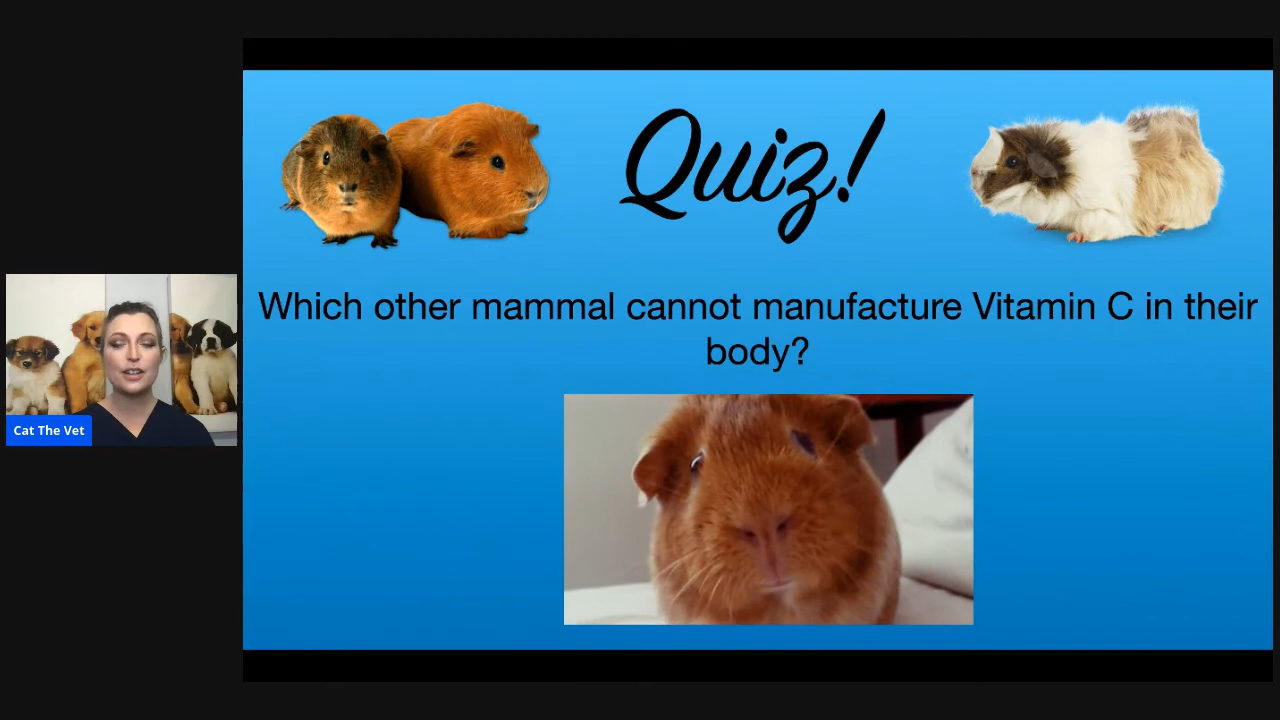 Quiz!
Which other mammal cannot manufacture Vitamin C in their
body?
Cat The Vet